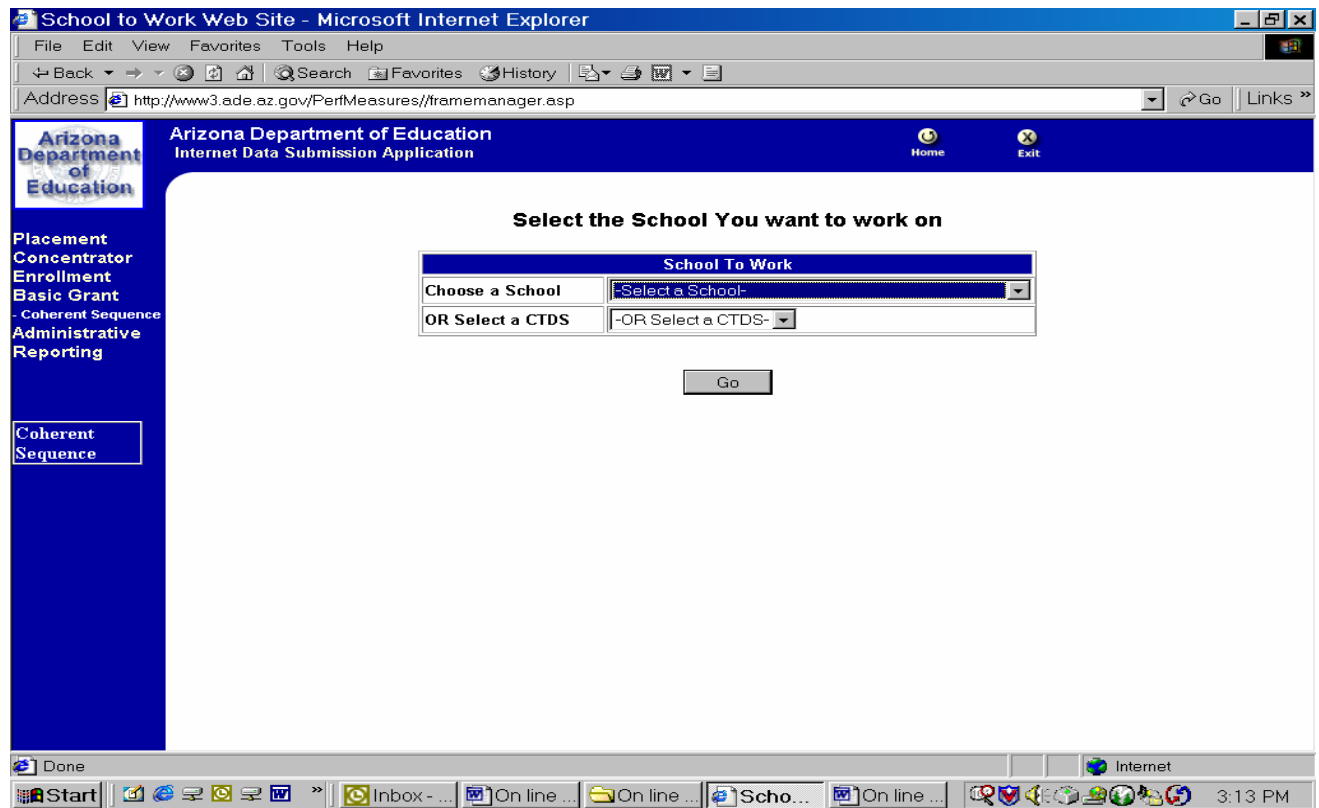 School to Work Web Site - Microsoft Internet Explorer
File Edit View Favorites Tools Help
Back Search Favorites History
Address http://www3.ade.az.gov/PerfMeasures//framemanager.asp Go Links »
Arizona
Department
of
Education
Arizona Department of Education
Internet Data Submission Application
Home Exit
Placement
Concentrator
Enrollment
Basic Grant
- Coherent Sequence
Administrative
Reporting
Coherent
Sequence
Select the School You want to work on
School To Work
Choose a School -Select a School-
OR Select a CTDS -OR Select a CTDS-
Go
Done Internet
Start » Inbox - ... On line ... On line ... Scho... On line ... 3:13 PM